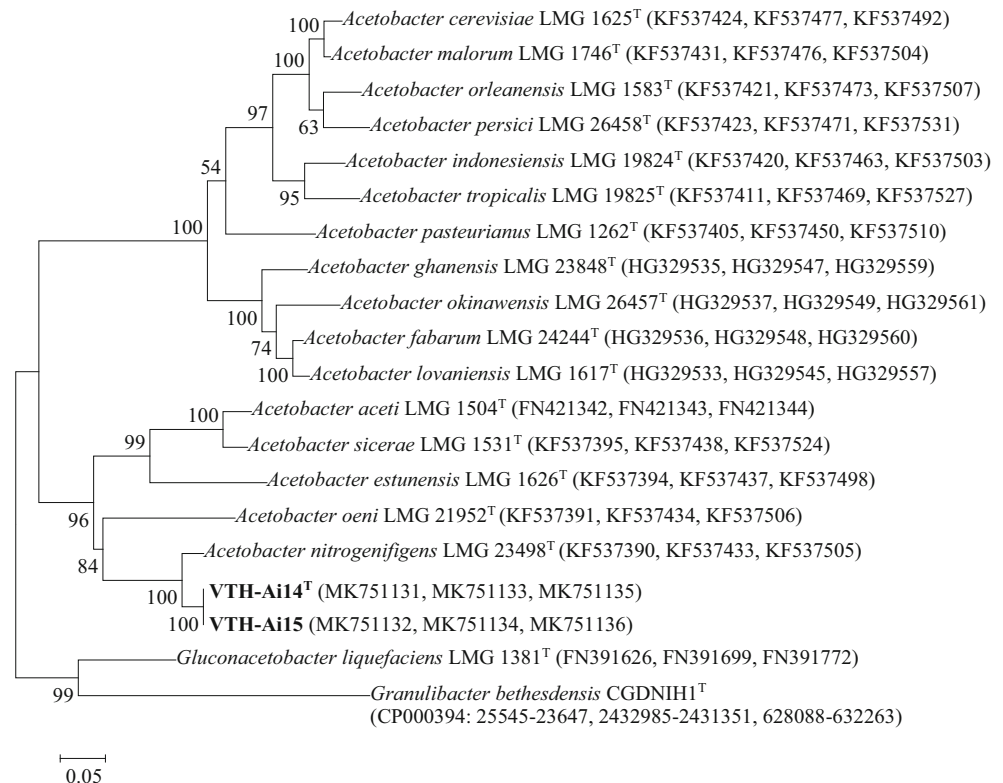 100 Acetobacter cerevisiae LMG 1625ᵀ (KF537424, KF537477, KF537492)
100 Acetobacter malorum LMG 1746ᵀ (KF537431, KF537476, KF537504)
97 Acetobacter orleanensis LMG 1583ᵀ (KF537421, KF537473, KF537507)
63 Acetobacter persici LMG 26458ᵀ (KF537423, KF537471, KF537531)
54 Acetobacter indonesiensis LMG 19824ᵀ (KF537420, KF537463, KF537503)
95 Acetobacter tropicalis LMG 19825ᵀ (KF537411, KF537469, KF537527)
100 Acetobacter pasteurianus LMG 1262ᵀ (KF537405, KF537450, KF537510)
Acetobacter ghanensis LMG 23848ᵀ (HG329535, HG329547, HG329559)
100 Acetobacter okinawensis LMG 26457ᵀ (HG329537, HG329549, HG329561)
74 Acetobacter fabarum LMG 24244ᵀ (HG329536, HG329548, HG329560)
100 Acetobacter lovaniensis LMG 1617ᵀ (HG329533, HG329545, HG329557)
100 Acetobacter aceti LMG 1504ᵀ (FN421342, FN421343, FN421344)
99 Acetobacter sicerae LMG 1531ᵀ (KF537395, KF537438, KF537524)
Acetobacter estunensis LMG 1626ᵀ (KF537394, KF537437, KF537498)
96 Acetobacter oeni LMG 21952ᵀ (KF537391, KF537434, KF537506)
84 Acetobacter nitrogenifigens LMG 23498ᵀ (KF537390, KF537433, KF537505)
100 VTH-Ai14ᵀ (MK751131, MK751133, MK751135)
100 VTH-Ai15 (MK751132, MK751134, MK751136)
Gluconacetobacter liquefaciens LMG 1381ᵀ (FN391626, FN391699, FN391772)
99 Granulibacter bethesdensis CGDNIH1ᵀ
(CP000394: 25545-23647, 2432985-2431351, 628088-632263)
0.05